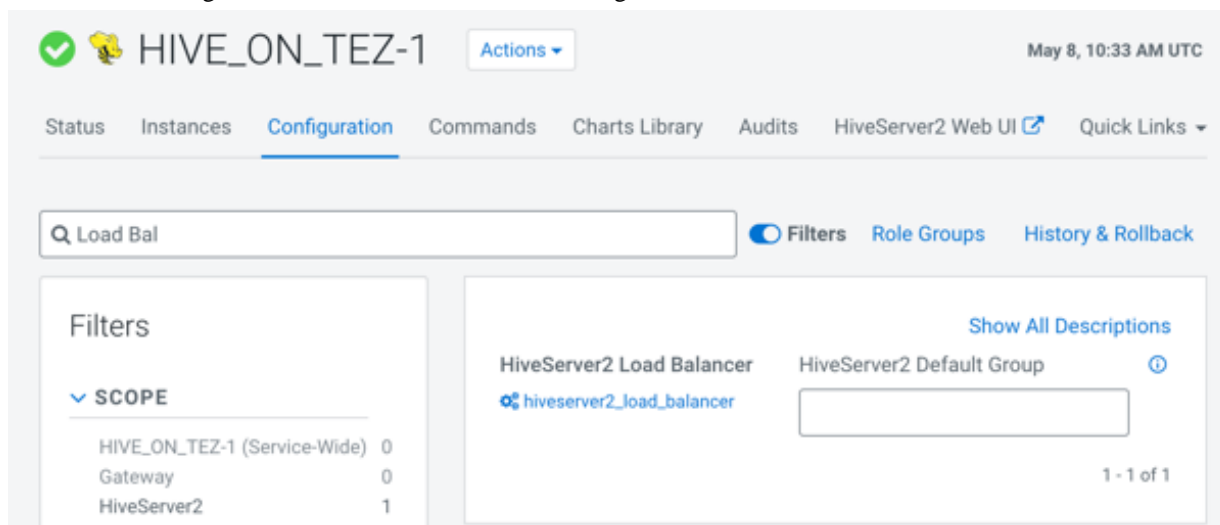 HIVE_ON_TEZ-1 Actions May 8, 10:33 AM UTC
Status Instances Configuration Commands Charts Library Audits HiveServer2 Web UI Quick Links
Load Bal Filters Role Groups History & Rollback
Filters
SCOPE
HIVE_ON_TEZ-1 (Service-Wide) 0
Gateway 0
HiveServer2 1
Show All Descriptions
HiveServer2 Load Balancer HiveServer2 Default Group
hiveserver2_load_balancer
1 - 1 of 1